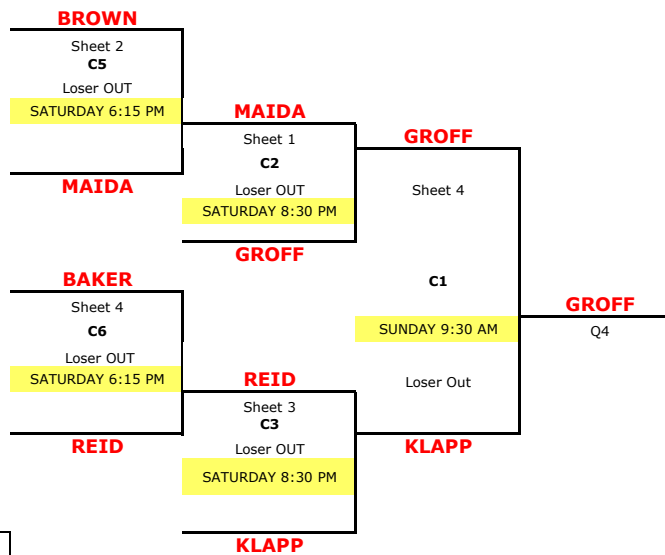 BROWN
Sheet 2
C5
Loser OUT
SATURDAY 6:15 PM
MAIDA
MAIDA
Sheet 1
C2
Loser OUT
SATURDAY 8:30 PM
GROFF
GROFF
Sheet 4
C1
SUNDAY 9:30 AM
Loser Out
KLAPP
GROFF
Q4
BAKER
Sheet 4
C6
Loser OUT
SATURDAY 6:15 PM
REID
REID
Sheet 3
C3
Loser OUT
SATURDAY 8:30 PM
KLAPP